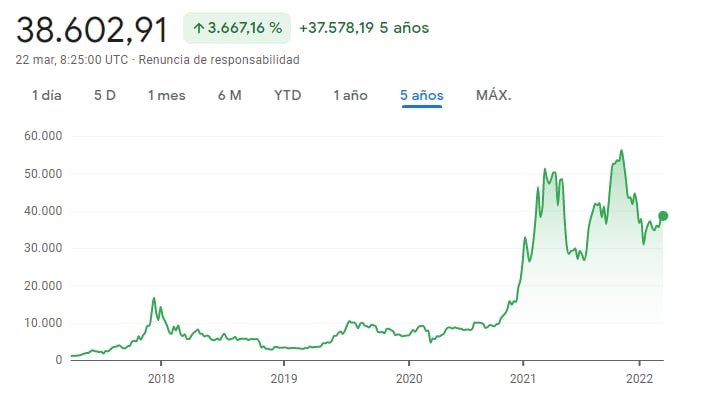 38.602,91 ↑ 3.667,16 % +37.578,19 5 años
22 mar, 8:25:00 UTC · Renuncia de responsabilidad
1 día 5 D 1 mes 6 M YTD 1 año 5 años MÁX.
60.000
50.000
40.000
30.000
20.000
10.000
0
2018 2019 2020 2021 2022